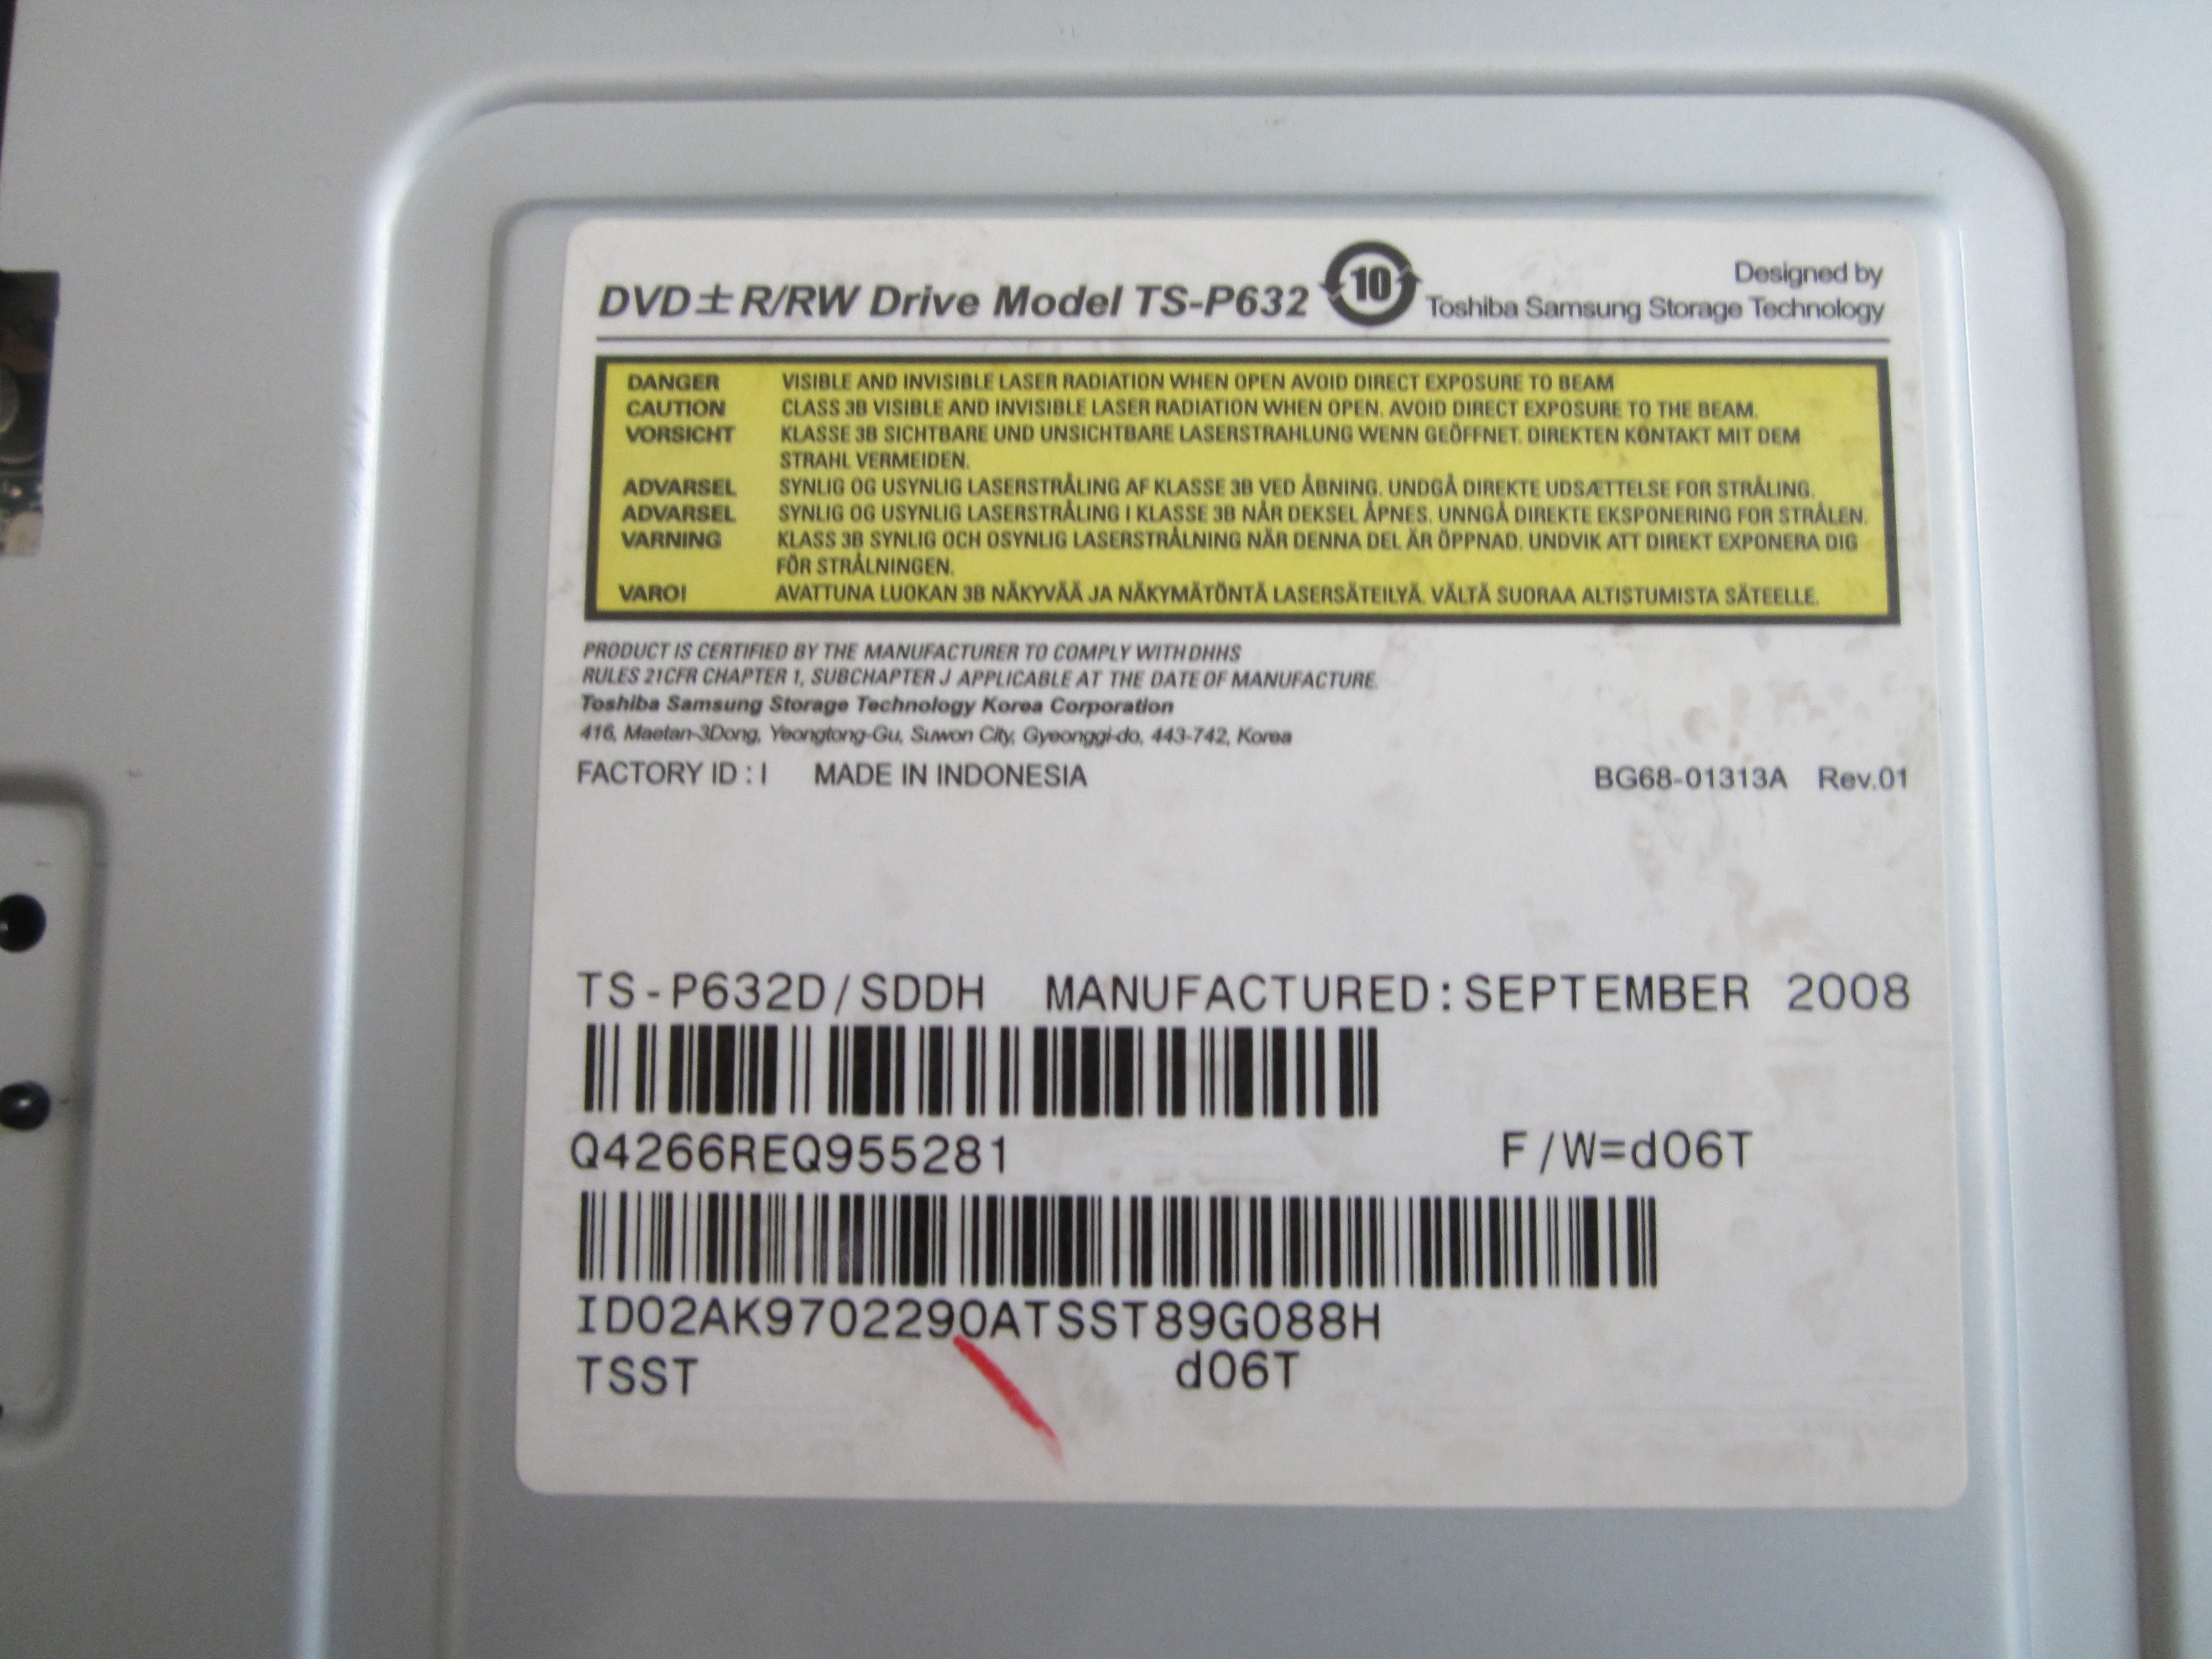 DVD±R/RW Drive Model TS-P632
10
Designed by
Toshiba Samsung Storage Technology
DANGER VISIBLE AND INVISIBLE LASER RADIATION WHEN OPEN AVOID DIRECT EXPOSURE TO BEAM
CAUTION CLASS 3B VISIBLE AND INVISIBLE LASER RADIATION WHEN OPEN. AVOID DIRECT EXPOSURE TO THE BEAM.
VORSICHT KLASSE 3B SICHTBARE UND UNSICHTBARE LASERSTRAHLUNG WENN GEÖFFNET. DIREKTEN KONTAKT MIT DEM
STRAHL VERMEIDEN.
ADVARSEL SYNLIG OG USYNLIG LASERSTRÅLING AF KLASSE 3B VED ÅBNING. UNDGÅ DIREKTE UDSÆTTELSE FOR STRÅLING.
ADVARSEL SYNLIG OG USYNLIG LASERSTRÅLING I KLASSE 3B NÅR DEKSEL ÅPNES. UNNGÅ DIREKTE EKSPONERING FOR STRÅLEN.
VARNING KLASS 3B SYNLIG OCH OSYNLIG LASERSTRÅLNING NÄR DENNA DEL ÄR ÖPPNAD. UNDVIK ATT DIREKT EXPONERA DIG
FÖR STRÅLNINGEN.
VARO! AVATTUNA LUOKAN 3B NÄKYVÄÄ JA NÄKYMÄTÖNTÄ LASERSÄTEILYÄ. VÄLTÄ SUORAA ALTISTUMISTA SÄTEELLE.
PRODUCT IS CERTIFIED BY THE MANUFACTURER TO COMPLY WITH DHHS
RULES 21CFR CHAPTER 1, SUBCHAPTER J APPLICABLE AT THE DATE OF MANUFACTURE.
Toshiba Samsung Storage Technology Korea Corporation
416, Maetan-3Dong, Yeongtong-Gu, Suwon City, Gyeonggi-do, 443-742, Korea
FACTORY ID : I MADE IN INDONESIA BG68-01313A Rev.01
TS-P632D/SDDH MANUFACTURED:SEPTEMBER 2008
Q4266REQ955281 F/W=d06T
ID02AK9702290ATSST89G088H
TSST d06T